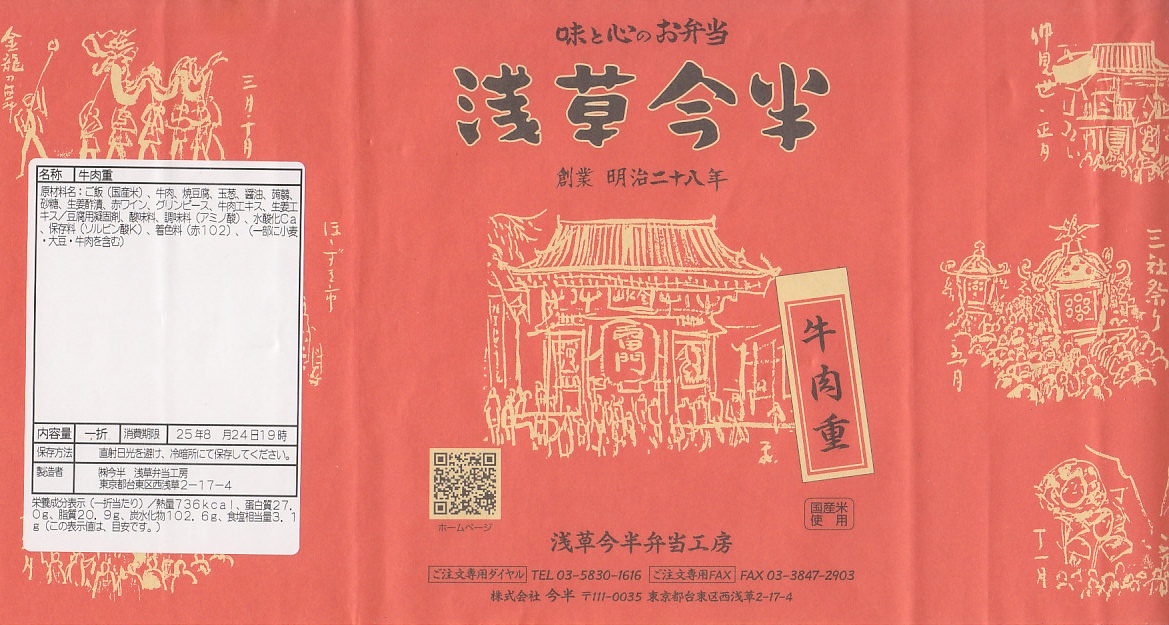 味と心のお弁当
浅草今半
創業 明治二十八年
金龍の舞
三月・十月
仲見世・正月
ほーずき市
三社祭り
五月
十一月
雷門
牛肉重
名称 牛肉重
原材料名：ご飯（国産米）、牛肉、焼豆腐、玉葱、醤油、蒟蒻、
砂糖、生姜酢漬、赤ワイン、グリンピース、牛肉エキス、生姜エ
キス／豆腐用凝固剤、酸味料、調味料（アミノ酸）、水酸化Ca
、保存料（ソルビン酸K）、着色料（赤102）、（一部に小麦
・大豆・牛肉を含む）
内容量 一折 消費期限 25年8 月24日19時
保存方法 直射日光を避け、冷暗所にて保存してください。
製造者 ㈱今半 浅草弁当工房
東京都台東区西浅草2－17－4
栄養成分表示（一折当たり）／熱量736kcal、蛋白質27.
0g、脂質20.9g、炭水化物102.6g、食塩相当量3.1
g（この表示値は、目安です。）
ホームページ
国産米
使用
浅草今半弁当工房
ご注文専用ダイヤル TEL 03-5830-1616 ご注文専用FAX FAX 03-3847-2903
株式会社 今半 〒111-0035 東京都台東区西浅草2-17-4